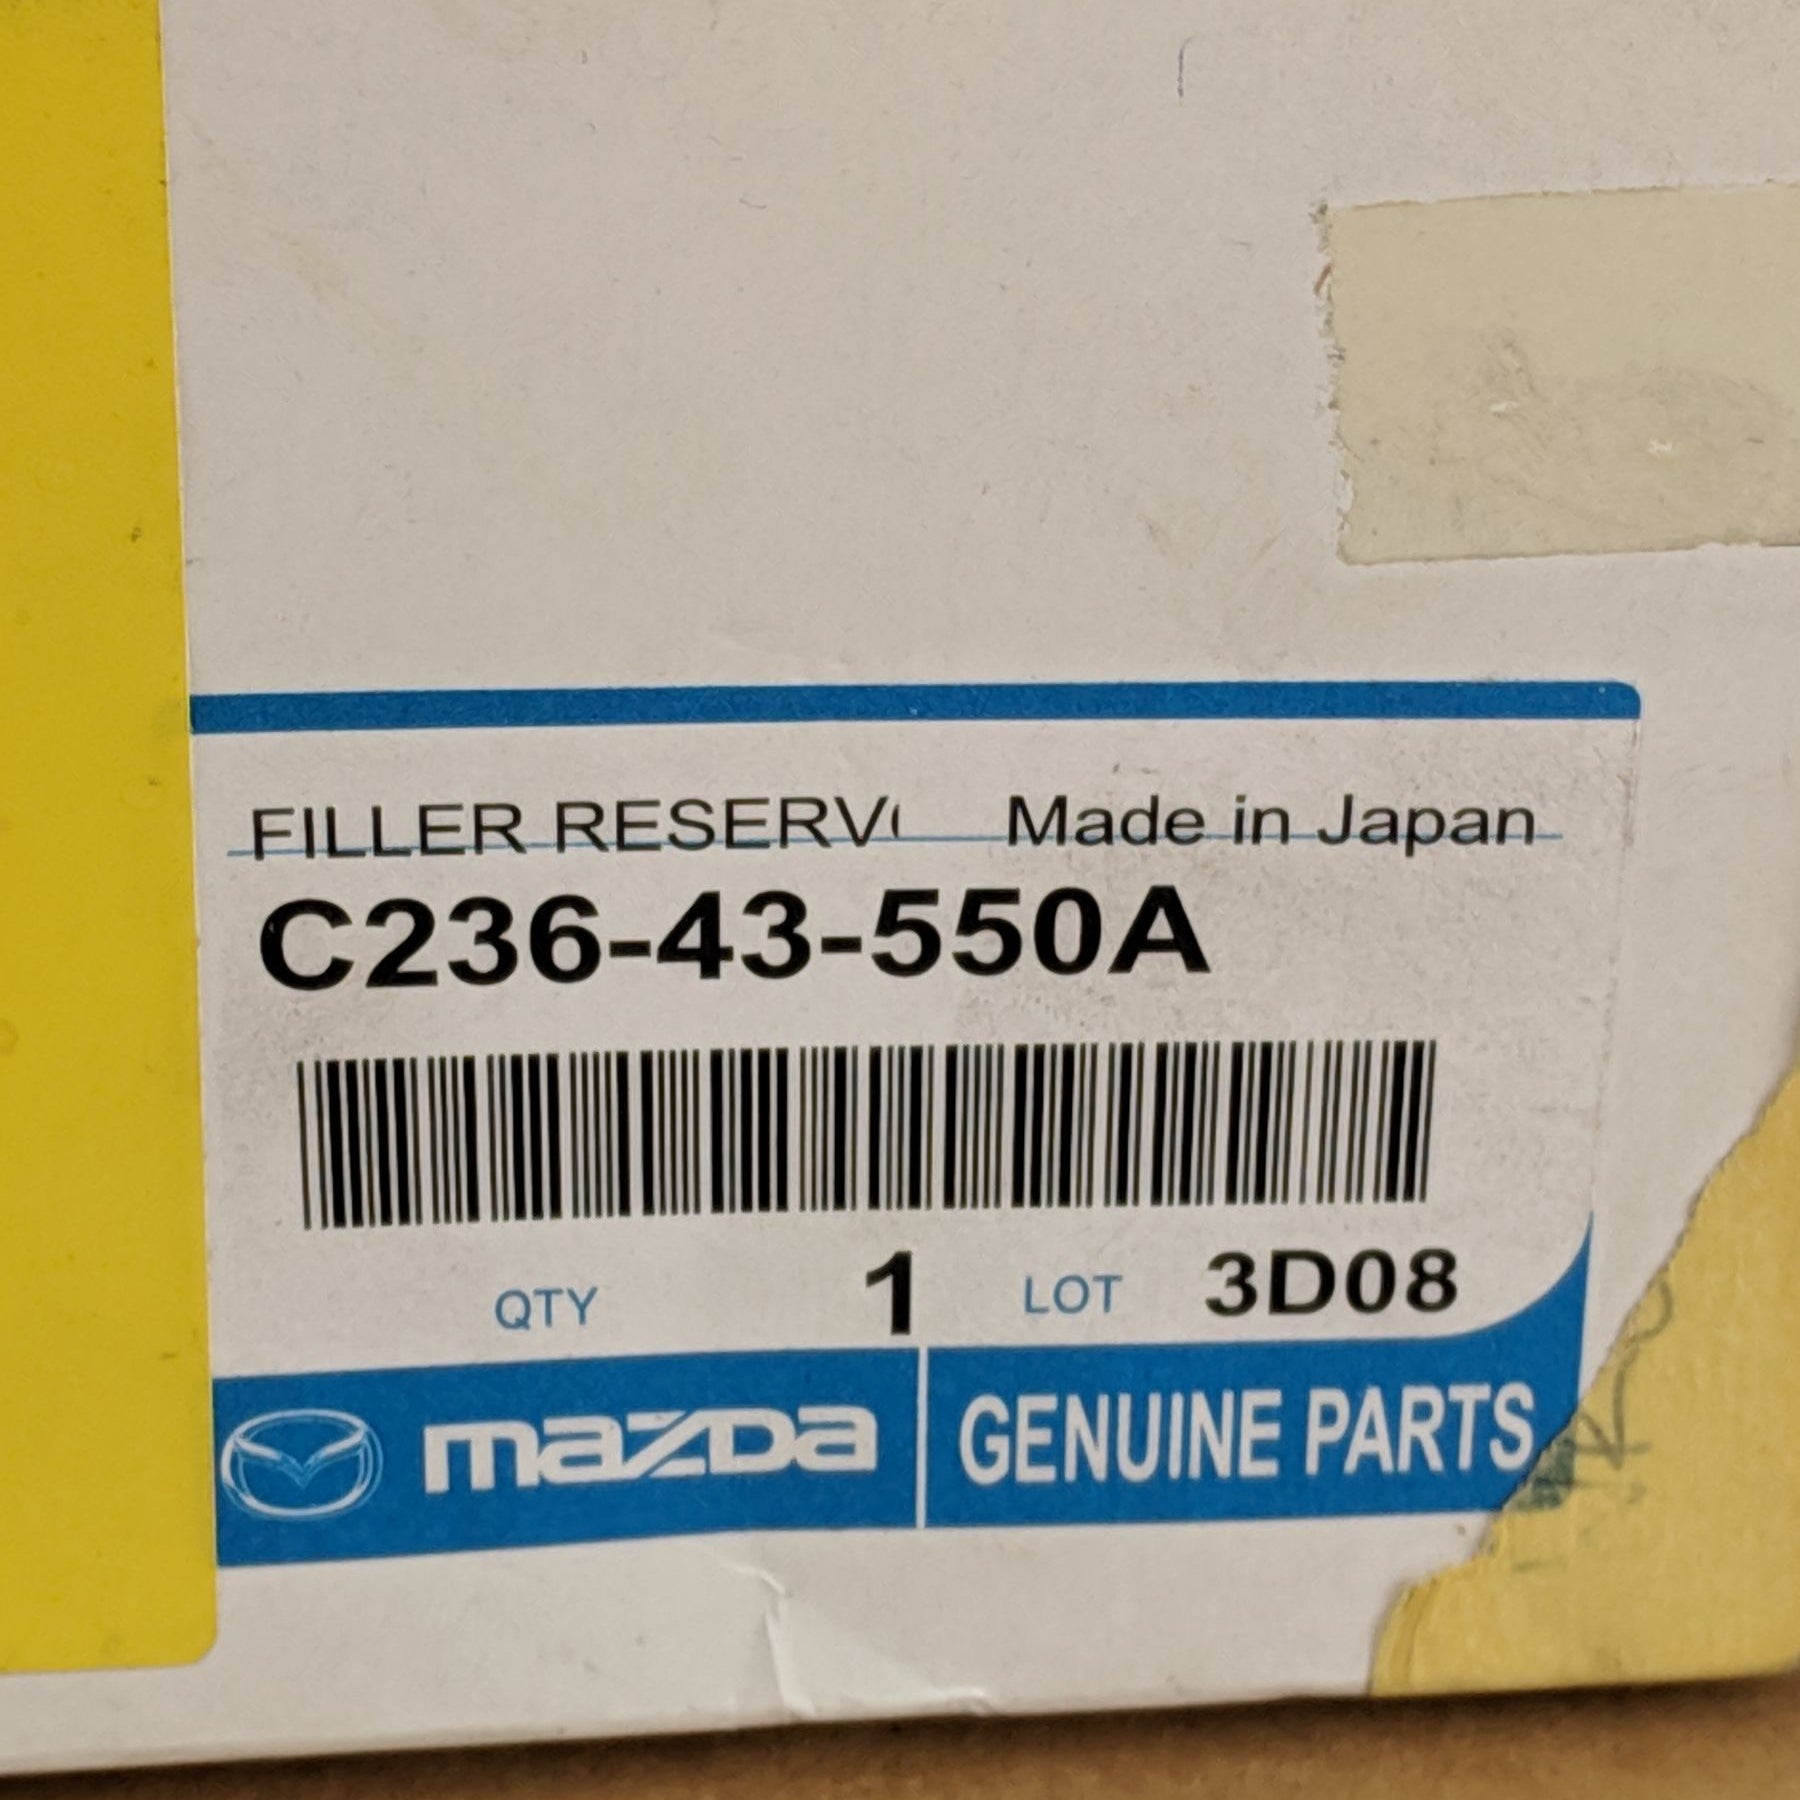 FILLER RESERV Made in Japan
C236-43-550A
QTY 1 LOT 3D08
mazda GENUINE PARTS